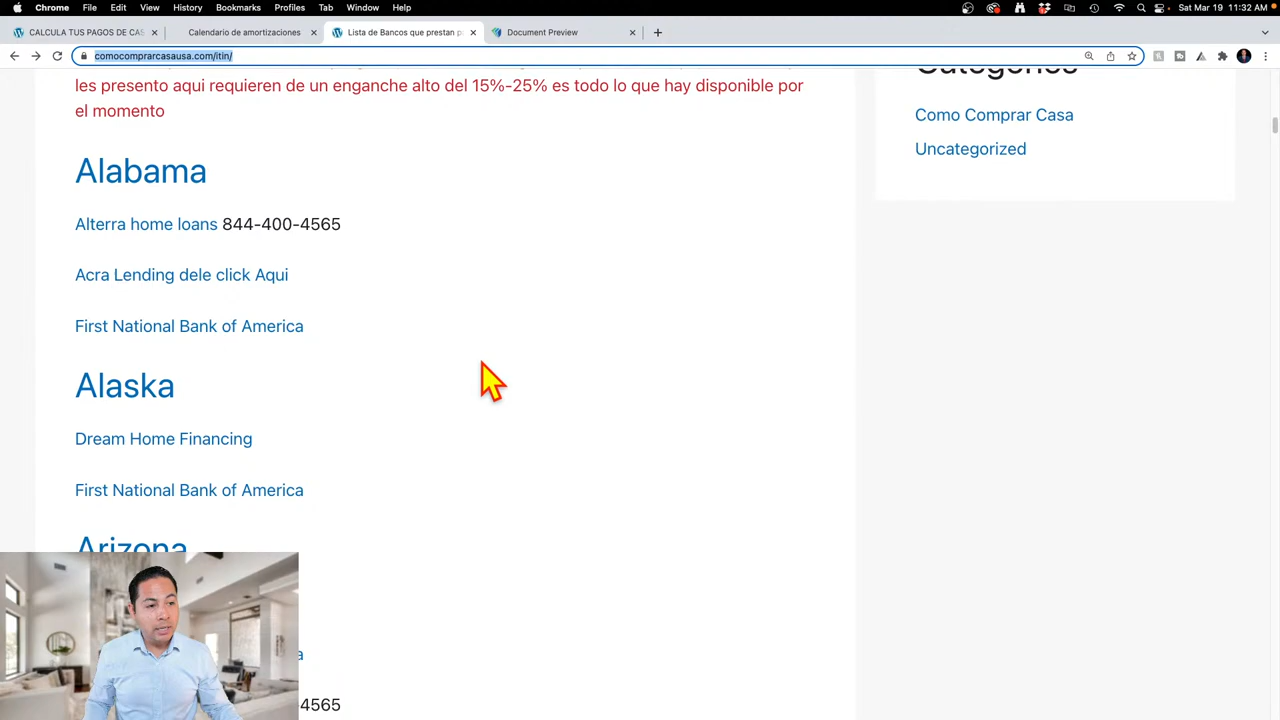 Chrome File Edit View History Bookmarks Profiles Tab Window Help
Sat Mar 19 11:32 AM
CALCULA TUS PAGOS DE CAS
Calendario de amortizaciones
Lista de Bancos que prestan p
Document Preview
comocomprarcasausa.com/itin/
les presento aqui requieren de un enganche alto del 15%-25% es todo lo que hay disponible por
el momento
Categories
Como Comprar Casa
Uncategorized
Alabama
Alterra home loans 844-400-4565
Acra Lending dele click Aqui
First National Bank of America
Alaska
Dream Home Financing
First National Bank of America
Arizona
4565